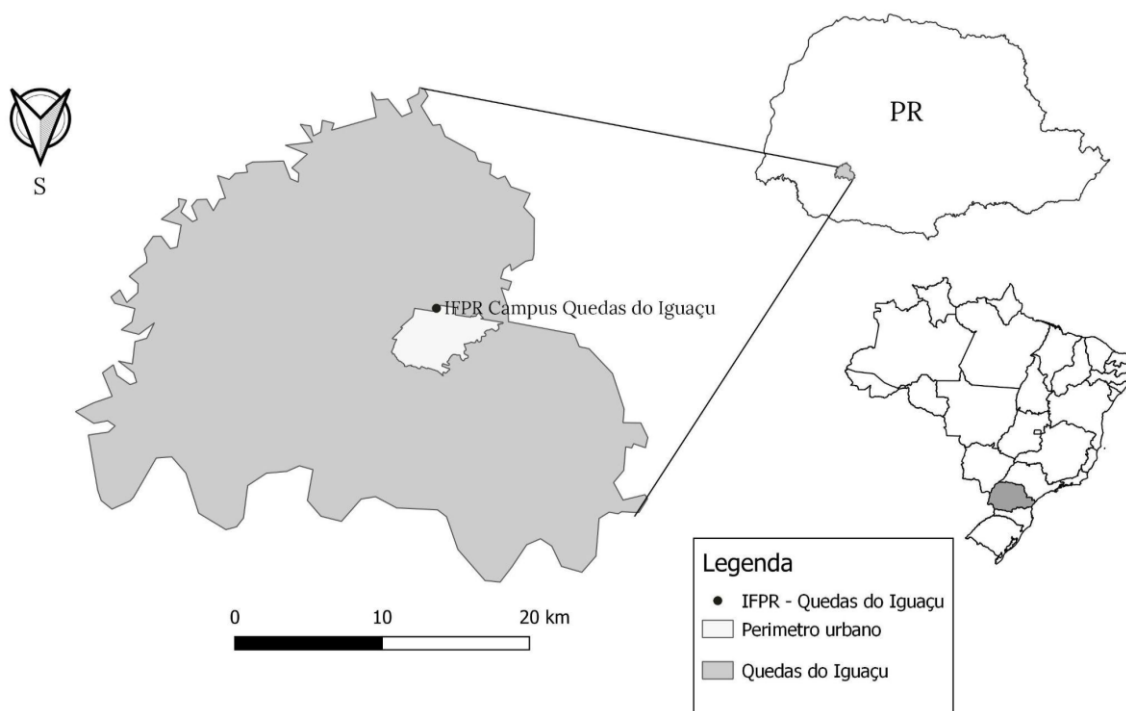 PR
S
IFPR Campus Quedas do Iguaçu
0 10 20 km
Legenda
IFPR - Quedas do Iguaçu
Perimetro urbano
Quedas do Iguaçu